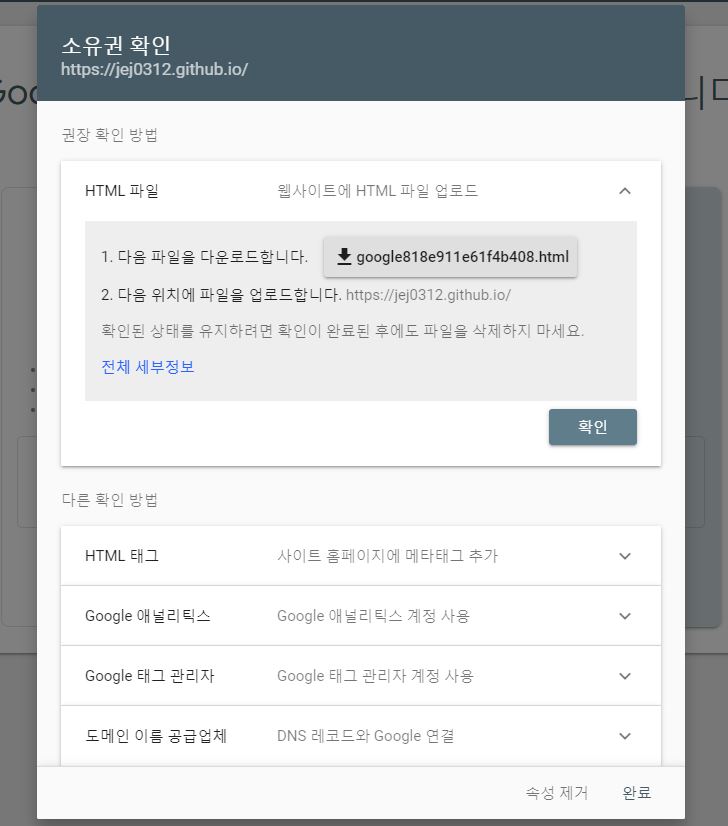 소유권 확인
https://jej0312.github.io/
권장 확인 방법
HTML 파일 웹사이트에 HTML 파일 업로드
1. 다음 파일을 다운로드합니다. google818e911e61f4b408.html
2. 다음 위치에 파일을 업로드합니다. https://jej0312.github.io/
확인된 상태를 유지하려면 확인이 완료된 후에도 파일을 삭제하지 마세요.
전체 세부정보
확인
다른 확인 방법
HTML 태그 사이트 홈페이지에 메타태그 추가
Google 애널리틱스 Google 애널리틱스 계정 사용
Google 태그 관리자 Google 태그 관리자 계정 사용
도메인 이름 공급업체 DNS 레코드와 Google 연결
속성 제거 완료